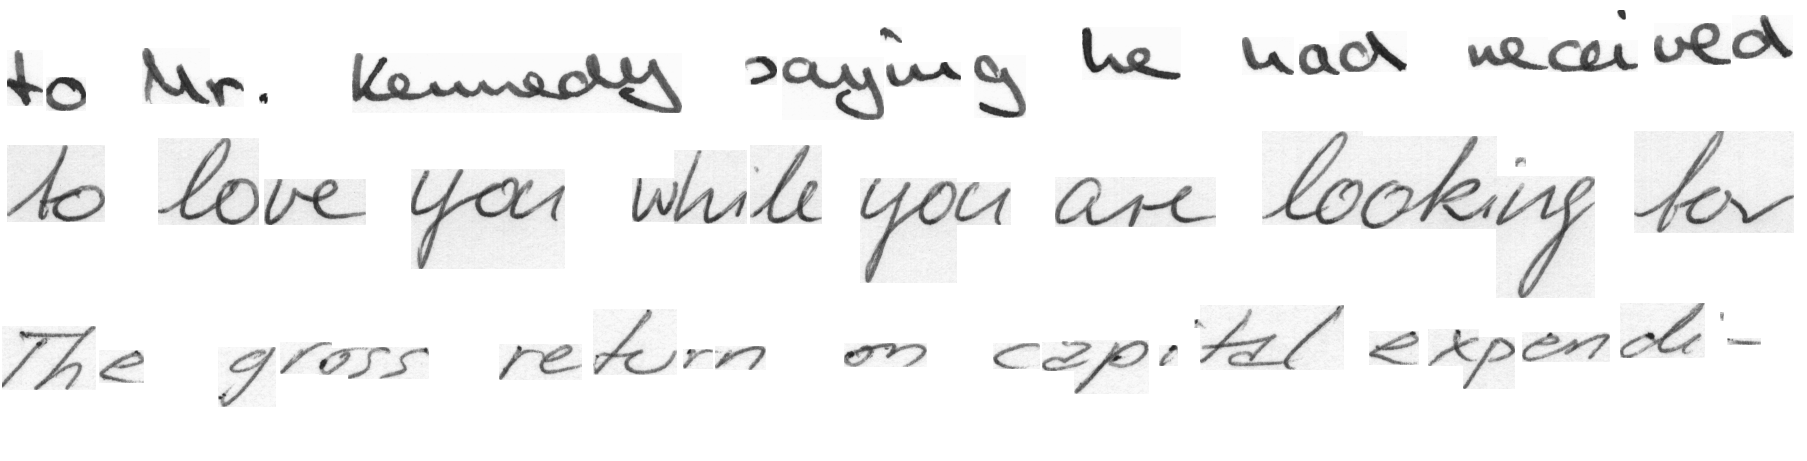 to Mr. Kennedy saying he had received
to love you while you are looking for
The gross return on capital expendi-